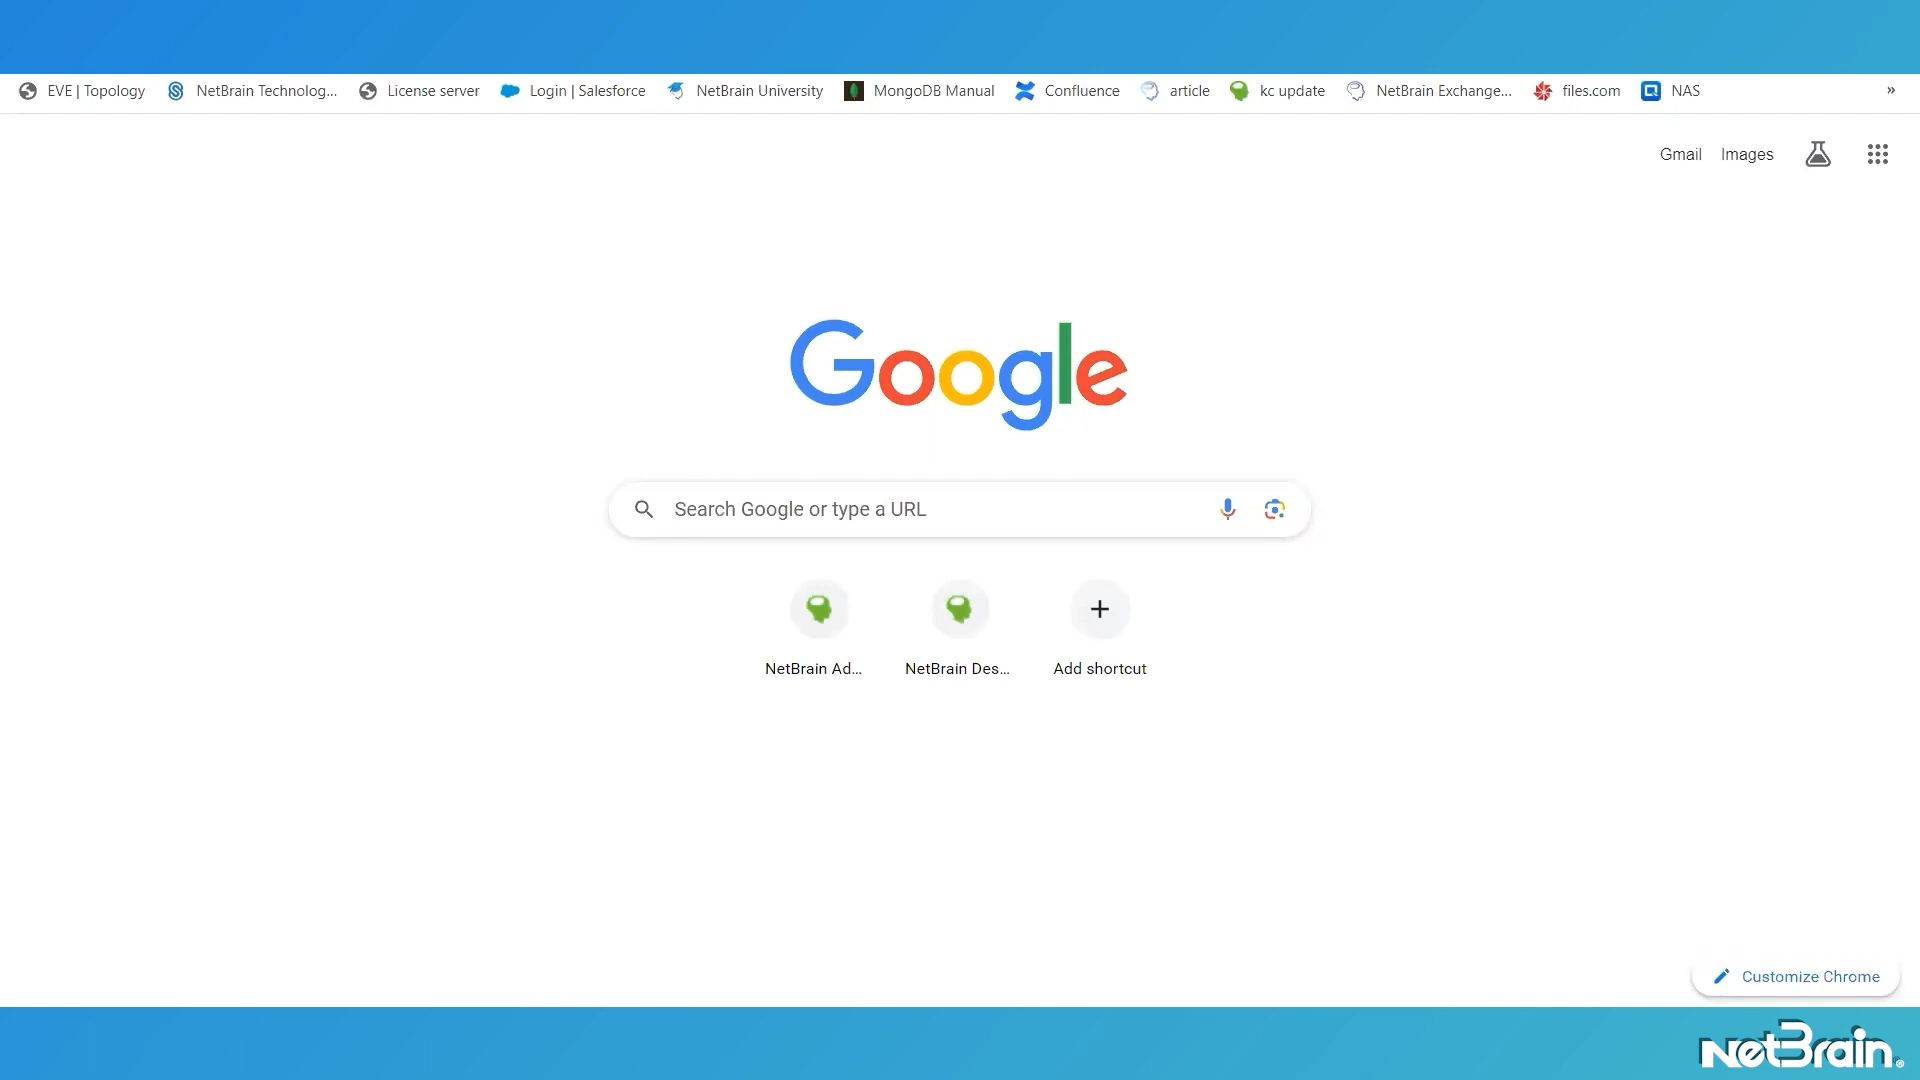 EVE | Topology
NetBrain Technolog...
License server
Login | Salesforce
NetBrain University
MongoDB Manual
Confluence
article
kc update
NetBrain Exchange...
files.com
NAS
»
Gmail
Images
Google
Search Google or type a URL
NetBrain Ad...
NetBrain Des...
Add shortcut
Customize Chrome
NetBrain®